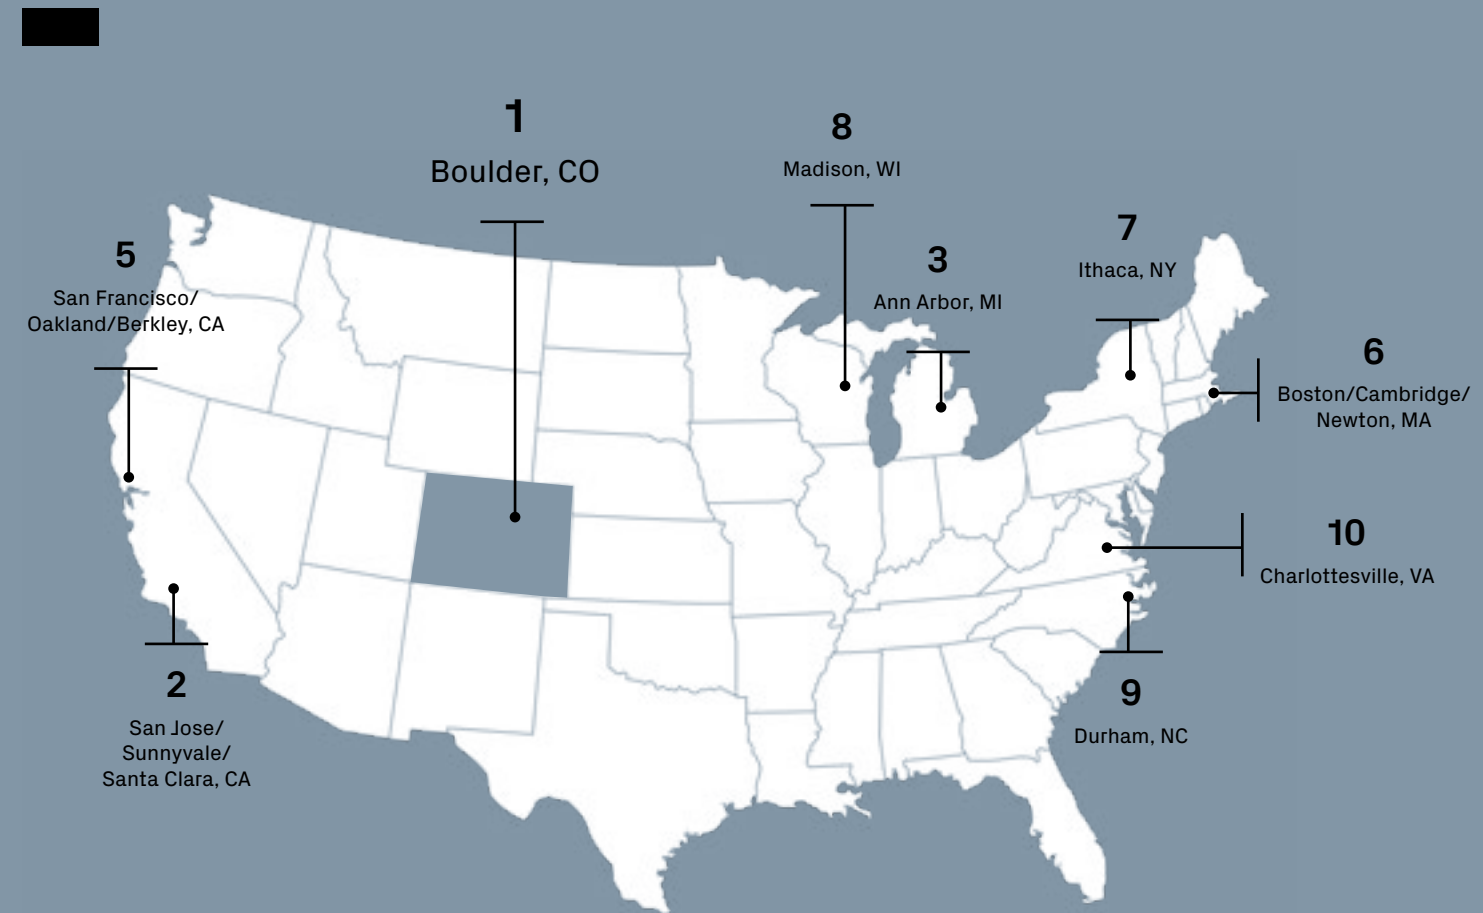 1
Boulder, CO
8
Madison, WI
7
Ithaca, NY
3
Ann Arbor, MI
5
San Francisco/
Oakland/Berkley, CA
6
Boston/Cambridge/
Newton, MA
10
Charlottesville, VA
2
San Jose/
Sunnyvale/
Santa Clara, CA
9
Durham, NC